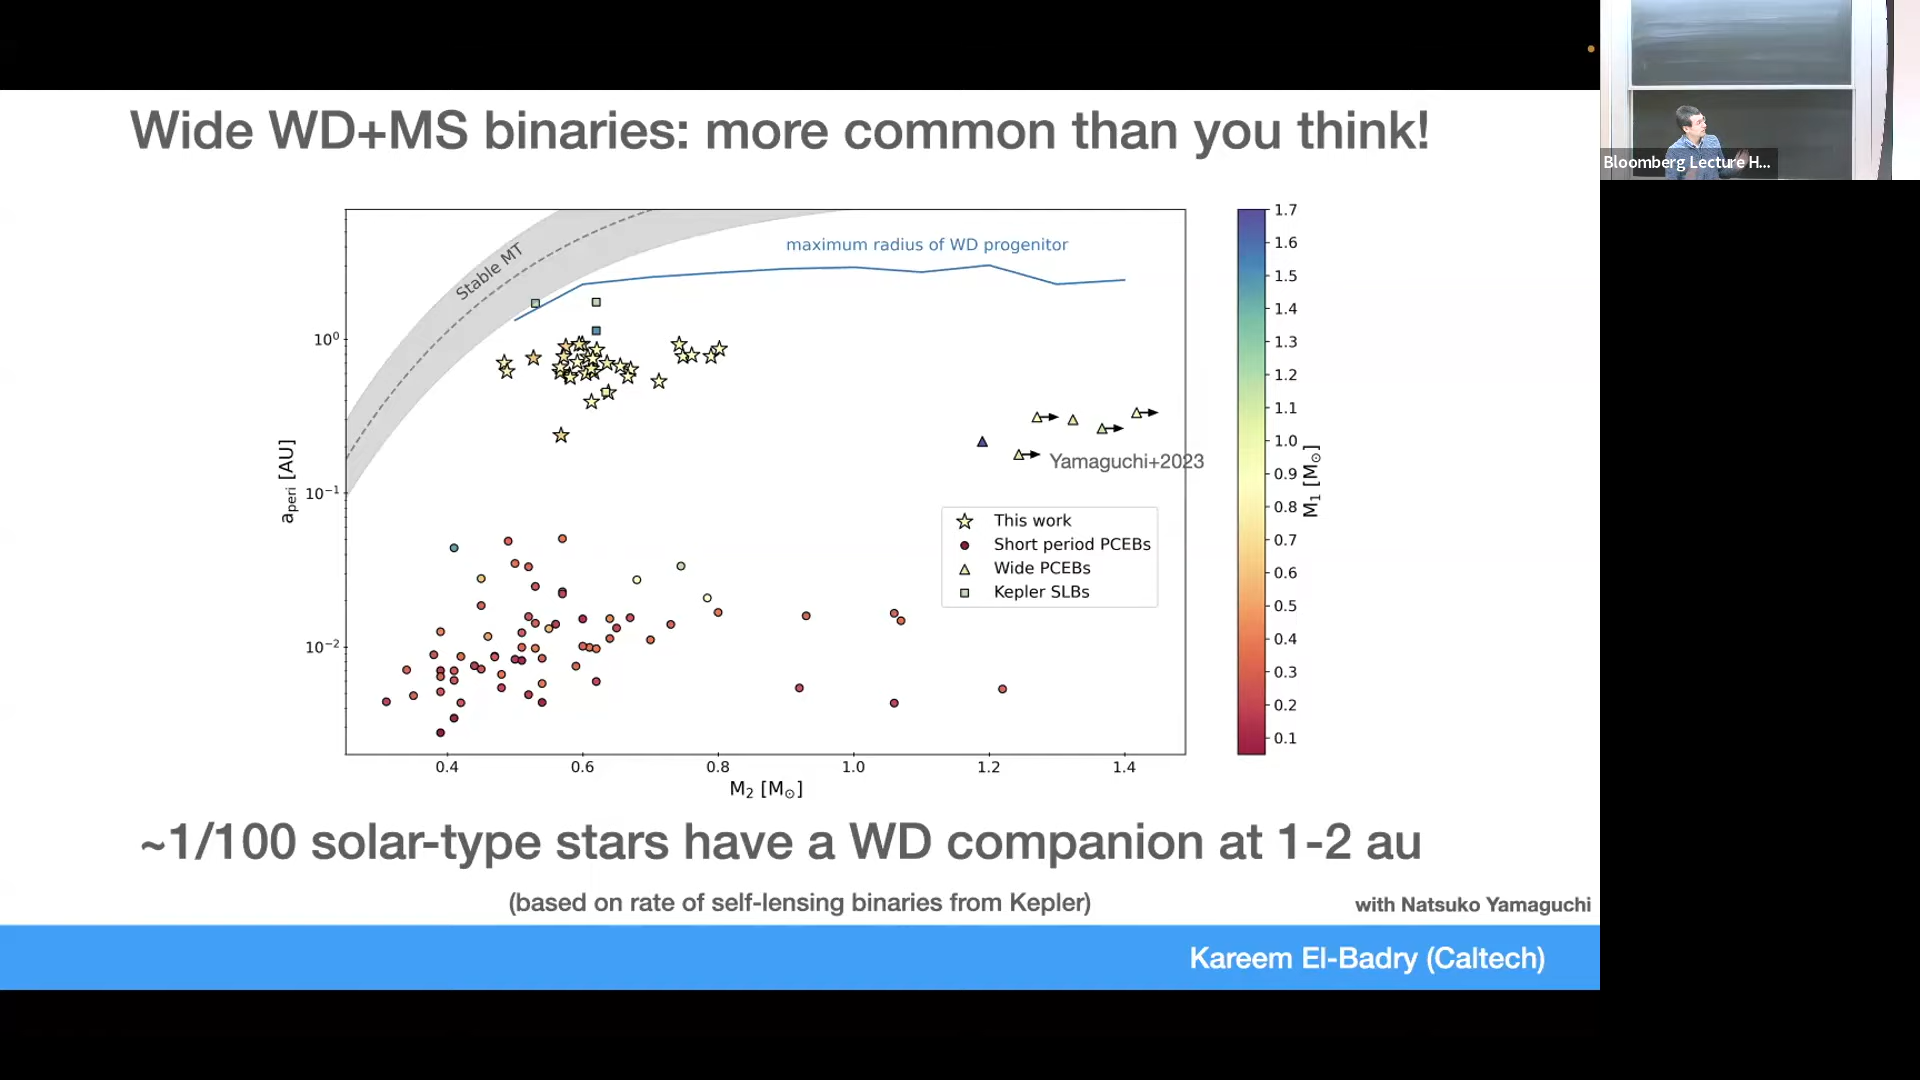 Bloomberg Lecture H...
Wide WD+MS binaries: more common than you think!
Stable MT
maximum radius of WD progenitor
10⁰
10⁻¹
10⁻²
a_peri [AU]
Yamaguchi+2023
This work
Short period PCEBs
Wide PCEBs
Kepler SLBs
0.4 0.6 0.8 1.0 1.2 1.4
M₂ [M☉]
1.7
1.6
1.5
1.4
1.3
1.2
1.1
1.0
0.9
0.8
0.7
0.6
0.5
0.4
0.3
0.2
0.1
M₁ [M☉]
~1/100 solar-type stars have a WD companion at 1-2 au
(based on rate of self-lensing binaries from Kepler)
with Natsuko Yamaguchi
Kareem El-Badry (Caltech)